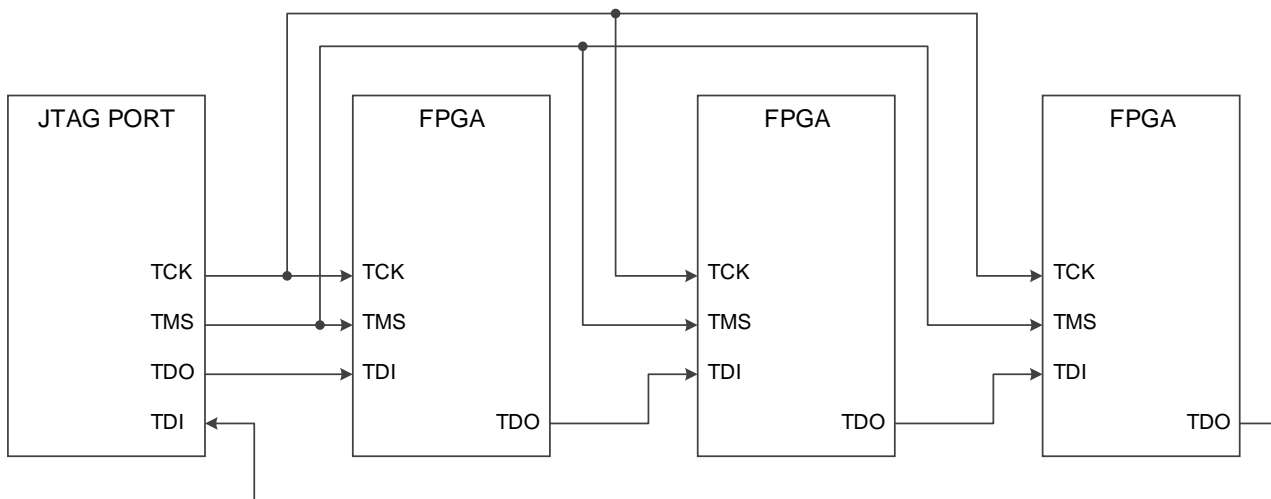 JTAG PORT
TCK
TMS
TDO
TDI
FPGA
TCK
TMS
TDI
TDO
FPGA
TCK
TMS
TDI
TDO
FPGA
TCK
TMS
TDI
TDO